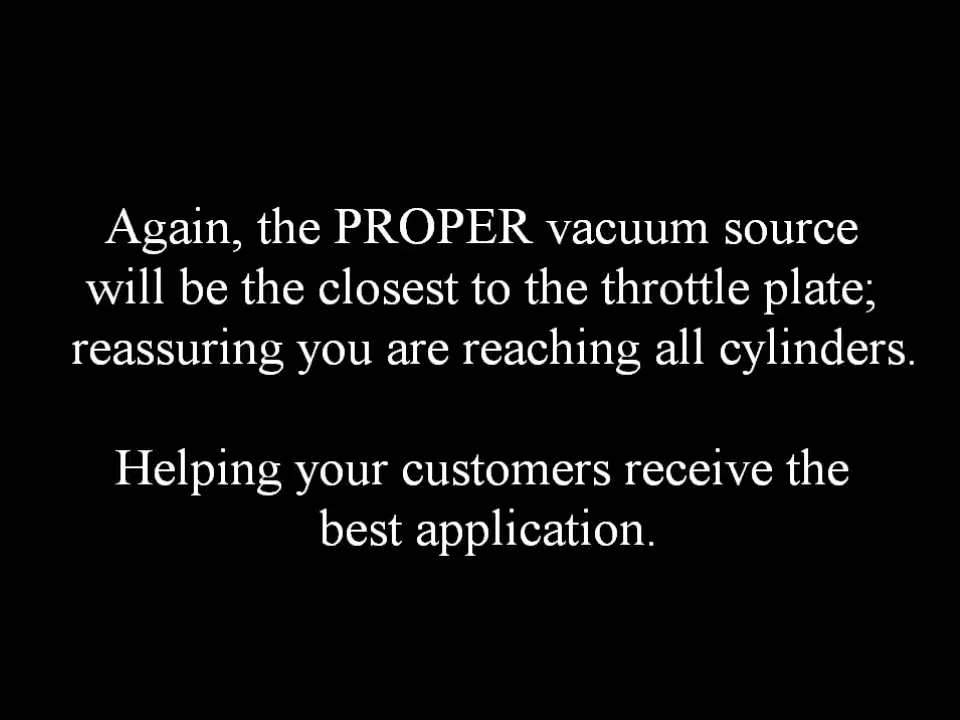 Again, the PROPER vacuum source
will be the closest to the throttle plate;
reassuring you are reaching all cylinders.
Helping your customers receive the
best application.